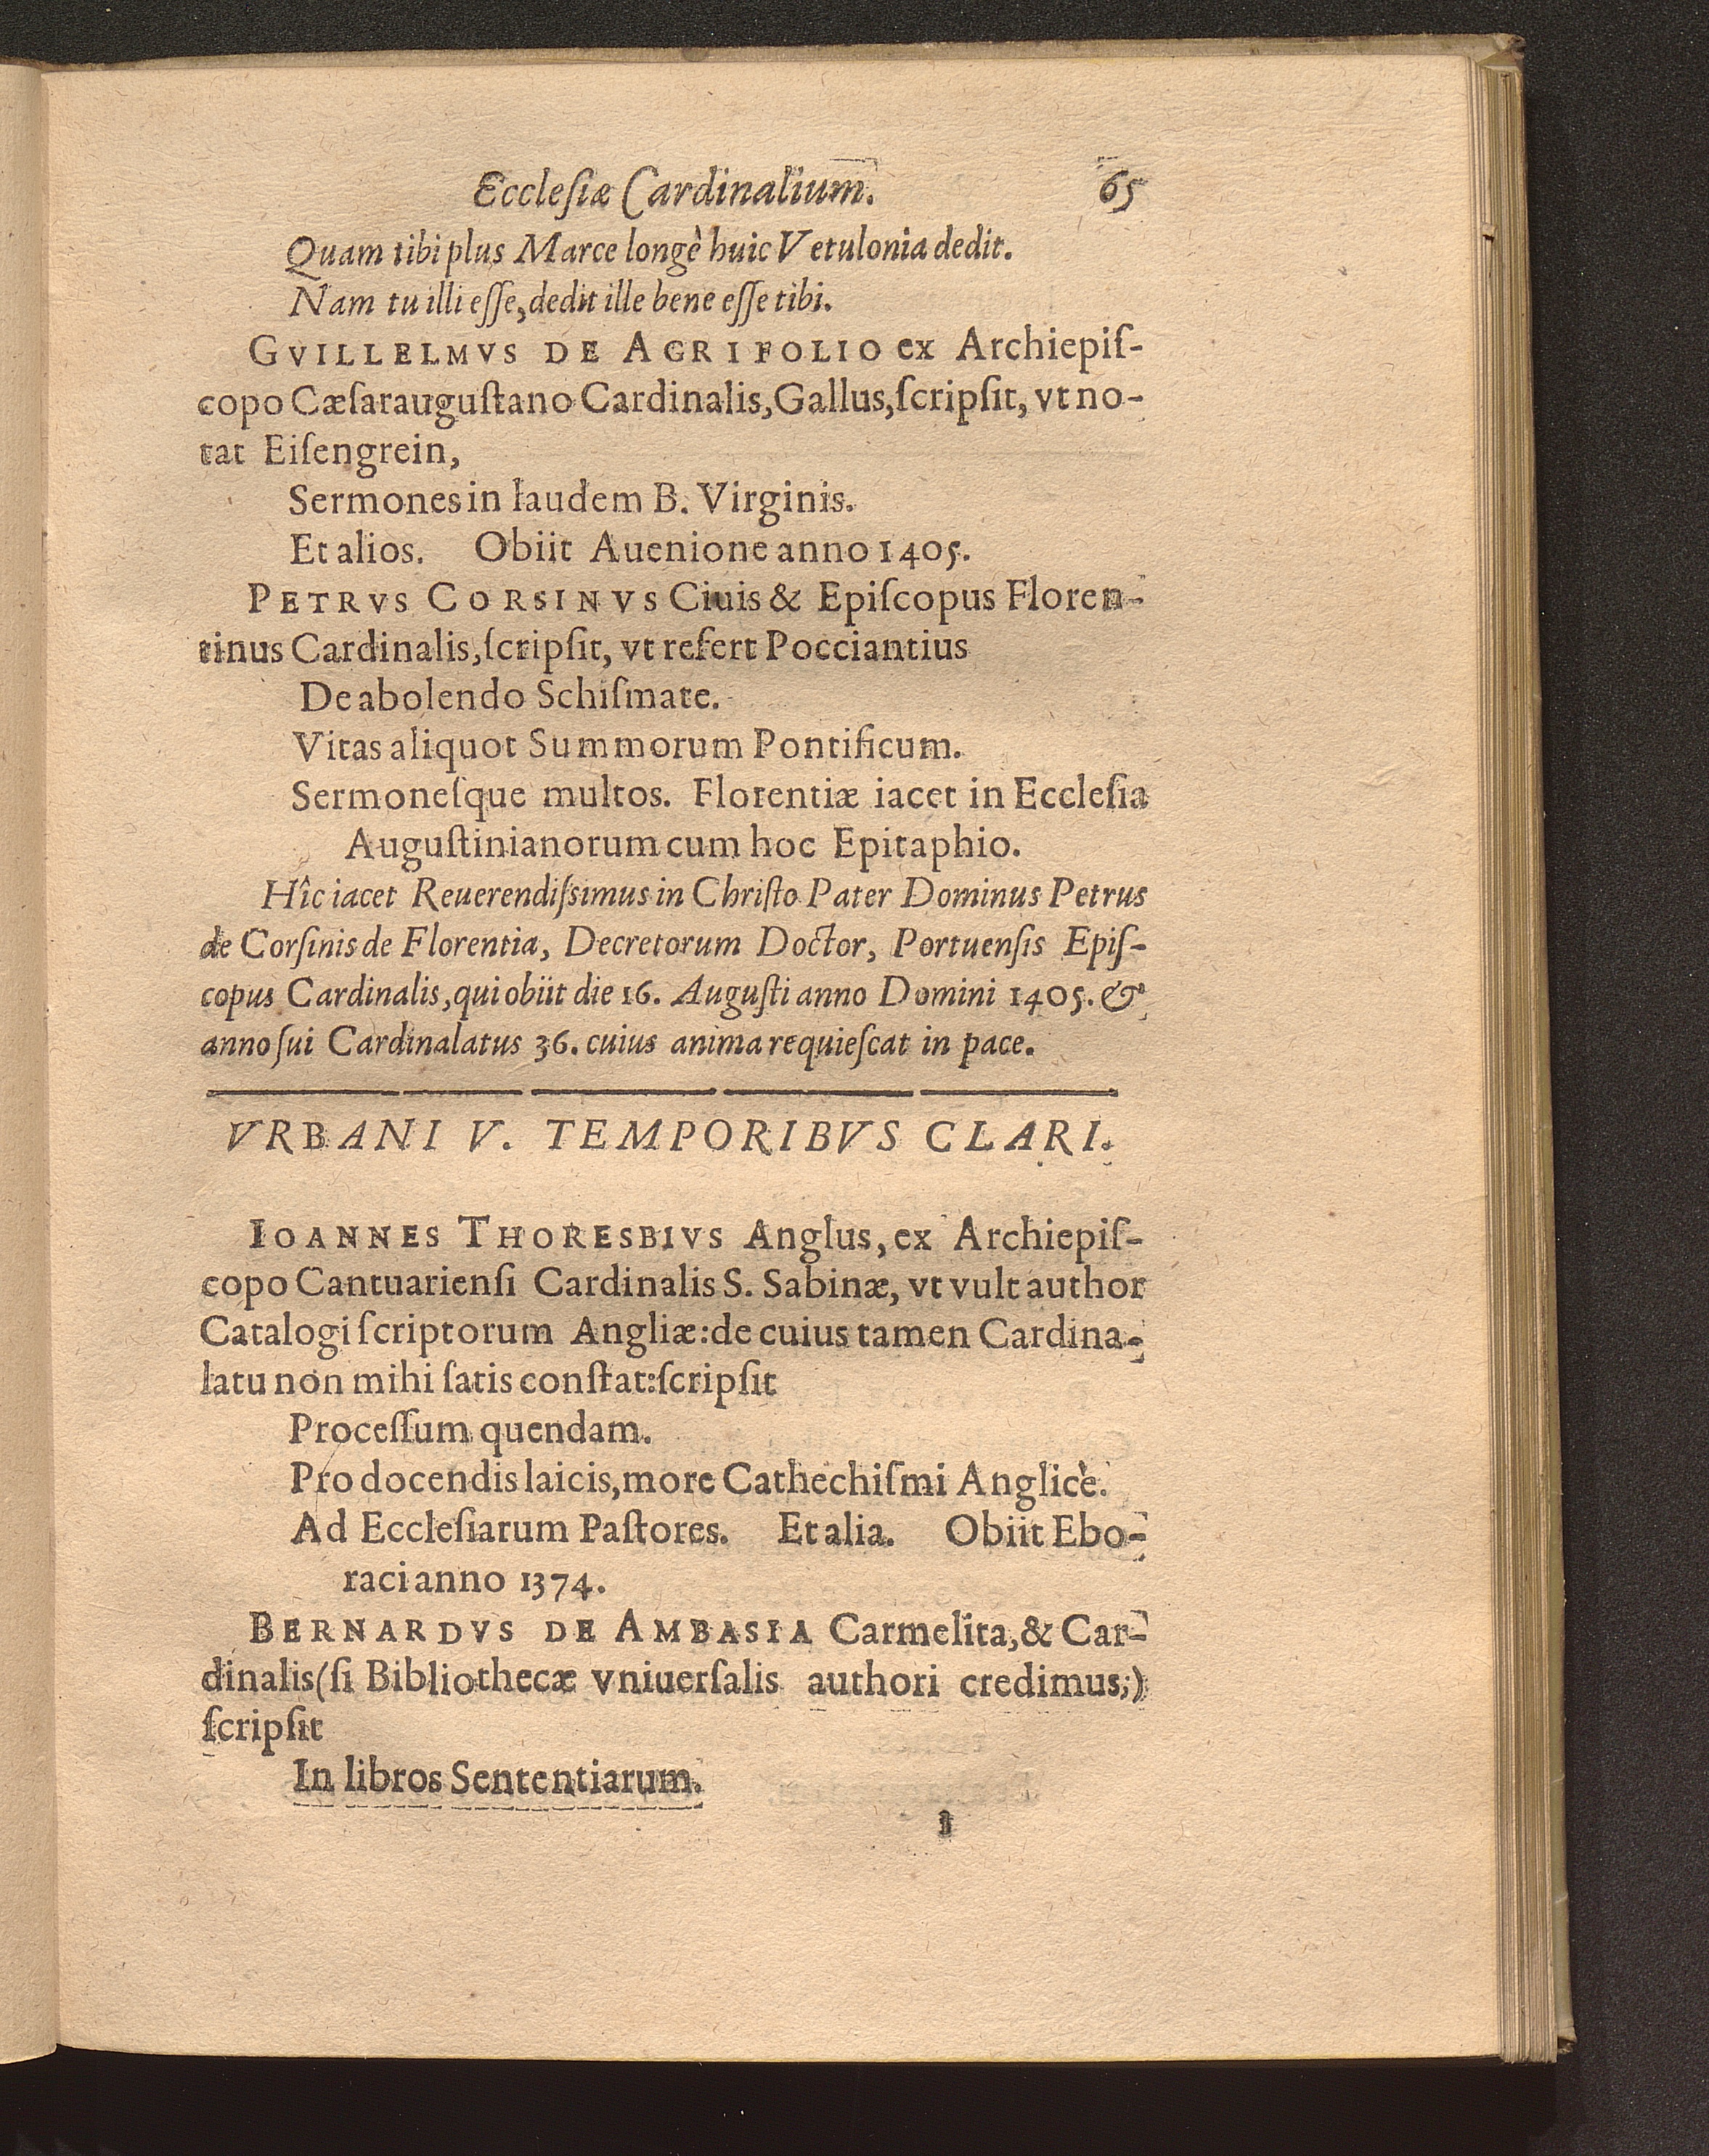 Ecclesiæ Cardinalium. 65
Quam tibi plus Marce longè huic Vetulonia dedit.
Nam tu illi eſſe, dedit ille bene eſſe tibi.
GVILLELMVS DE AGRIFOLIO ex Archiepiſ-
copo Cæſarauguſtano Cardinalis, Gallus, ſcripſit, vt no-
tat Eiſengrein,
Sermones in laudem B. Virginis.
Et alios. Obiit Auenione anno 1405.
PETRVS CORSINVS Ciuis & Epiſcopus Floren-
tinus Cardinalis, ſcripſit, vt refert Pocciantius
De abolendo Schiſmate.
Vitas aliquot Summorum Pontificum.
Sermoneſque multos. Florentiæ iacet in Eccleſia
Auguſtinianorum cum hoc Epitaphio.
Hîc iacet Reuerendiſsimus in Chriſto Pater Dominus Petrus
de Corſinis de Florentia, Decretorum Doctor, Portuenſis Epiſ-
copus Cardinalis, qui obiit die 16. Auguſti anno Domini 1405. &
anno ſui Cardinalatus 36. cuius anima requieſcat in pace.
VRBANI V. TEMPORIBVS CLARI.
IOANNES THORESBIVS Anglus, ex Archiepiſ-
copo Cantuarienſi Cardinalis S. Sabinæ, vt vult author
Catalogi ſcriptorum Angliæ: de cuius tamen Cardina-
latu non mihi ſatis conſtat: ſcripſit
Proceſſum quendam.
Pro docendis laicis, more Cathechiſmi Anglicè.
Ad Eccleſiarum Paſtores. Et alia. Obiit Ebo-
raci anno 1374.
BERNARDVS DE AMBASIA Carmelita, & Car-
dinalis (ſi Bibliothecæ vniuerſalis authori credimus,)
ſcripſit
In libros Sententiarum.
I